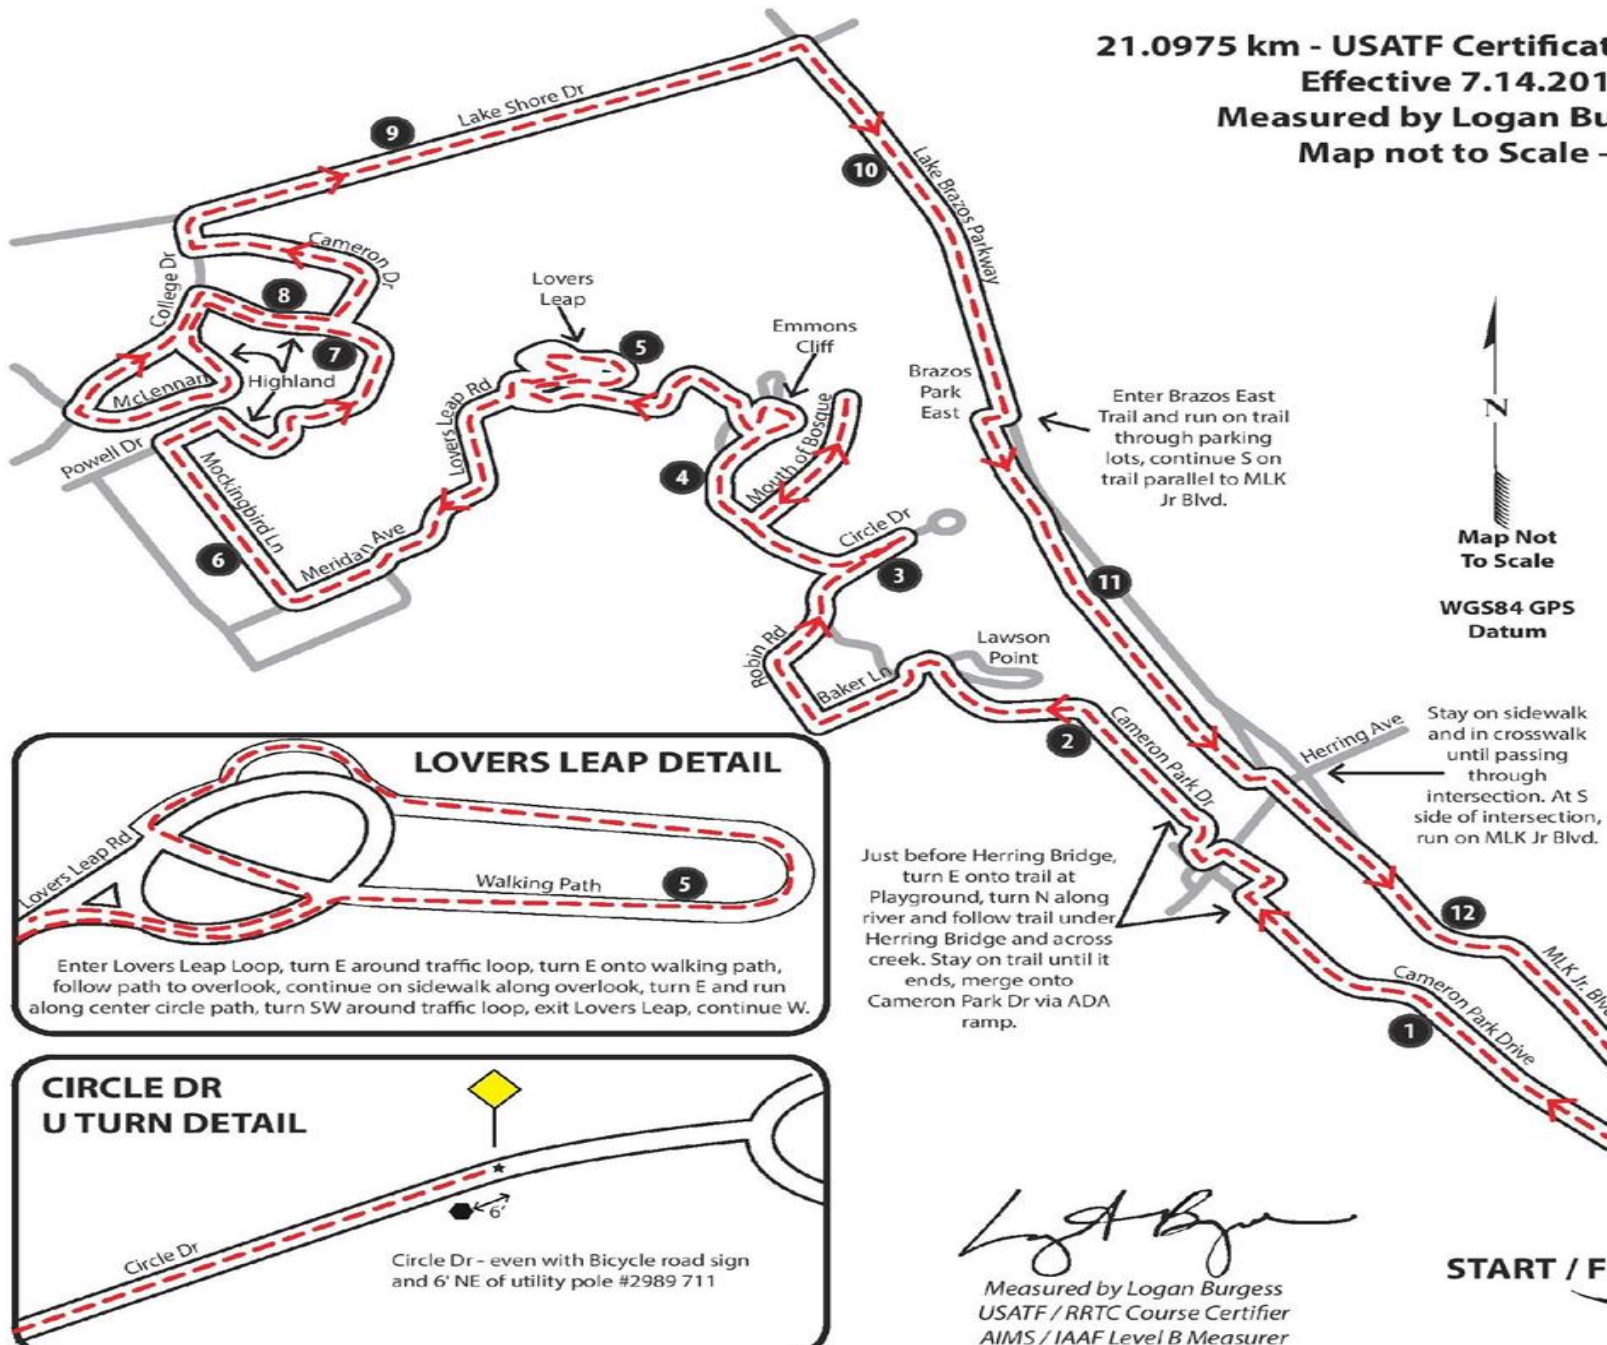 21.0975 km - USATF Certificat
Effective 7.14.201
Measured by Logan Bu
Map not to Scale -
Lake Shore Dr
9
10
Lake Brazos Parkway
Cameron Dr
College Dr
8
7
Highland
McLennan
Powell Dr
Mockingbird Ln
6
Meridan Ave
Lovers Leap Rd
Lovers
Leap
5
Emmons
Cliff
Mouth of Bosque
4
Circle Dr
3
Robin Rd
Baker Ln
Lawson
Point
2
Cameron Park Dr
Brazos
Park
East
Enter Brazos East
Trail and run on trail
through parking
lots, continue S on
trail parallel to MLK
Jr Blvd.
N
Map Not
To Scale
WGS84 GPS
Datum
11
Herring Ave
Stay on sidewalk
and in crosswalk
until passing
through
intersection. At S
side of intersection,
run on MLK Jr Blvd.
12
MLK Jr. Blvd
Just before Herring Bridge,
turn E onto trail at
Playground, turn N along
river and follow trail under
Herring Bridge and across
creek. Stay on trail until it
ends, merge onto
Cameron Park Dr via ADA
ramp.
Cameron Park Drive
1
LOVERS LEAP DETAIL
Lovers Leap Rd
Walking Path
5
Enter Lovers Leap Loop, turn E around traffic loop, turn E onto walking path,
follow path to overlook, continue on sidewalk along overlook, turn E and run
along center circle path, turn SW around traffic loop, exit Lovers Leap, continue W.
CIRCLE DR
U TURN DETAIL
6'
Circle Dr
Circle Dr - even with Bicycle road sign
and 6' NE of utility pole #2989 711
Measured by Logan Burgess
USATF / RRTC Course Certifier
AIMS / IAAF Level B Measurer
START / F